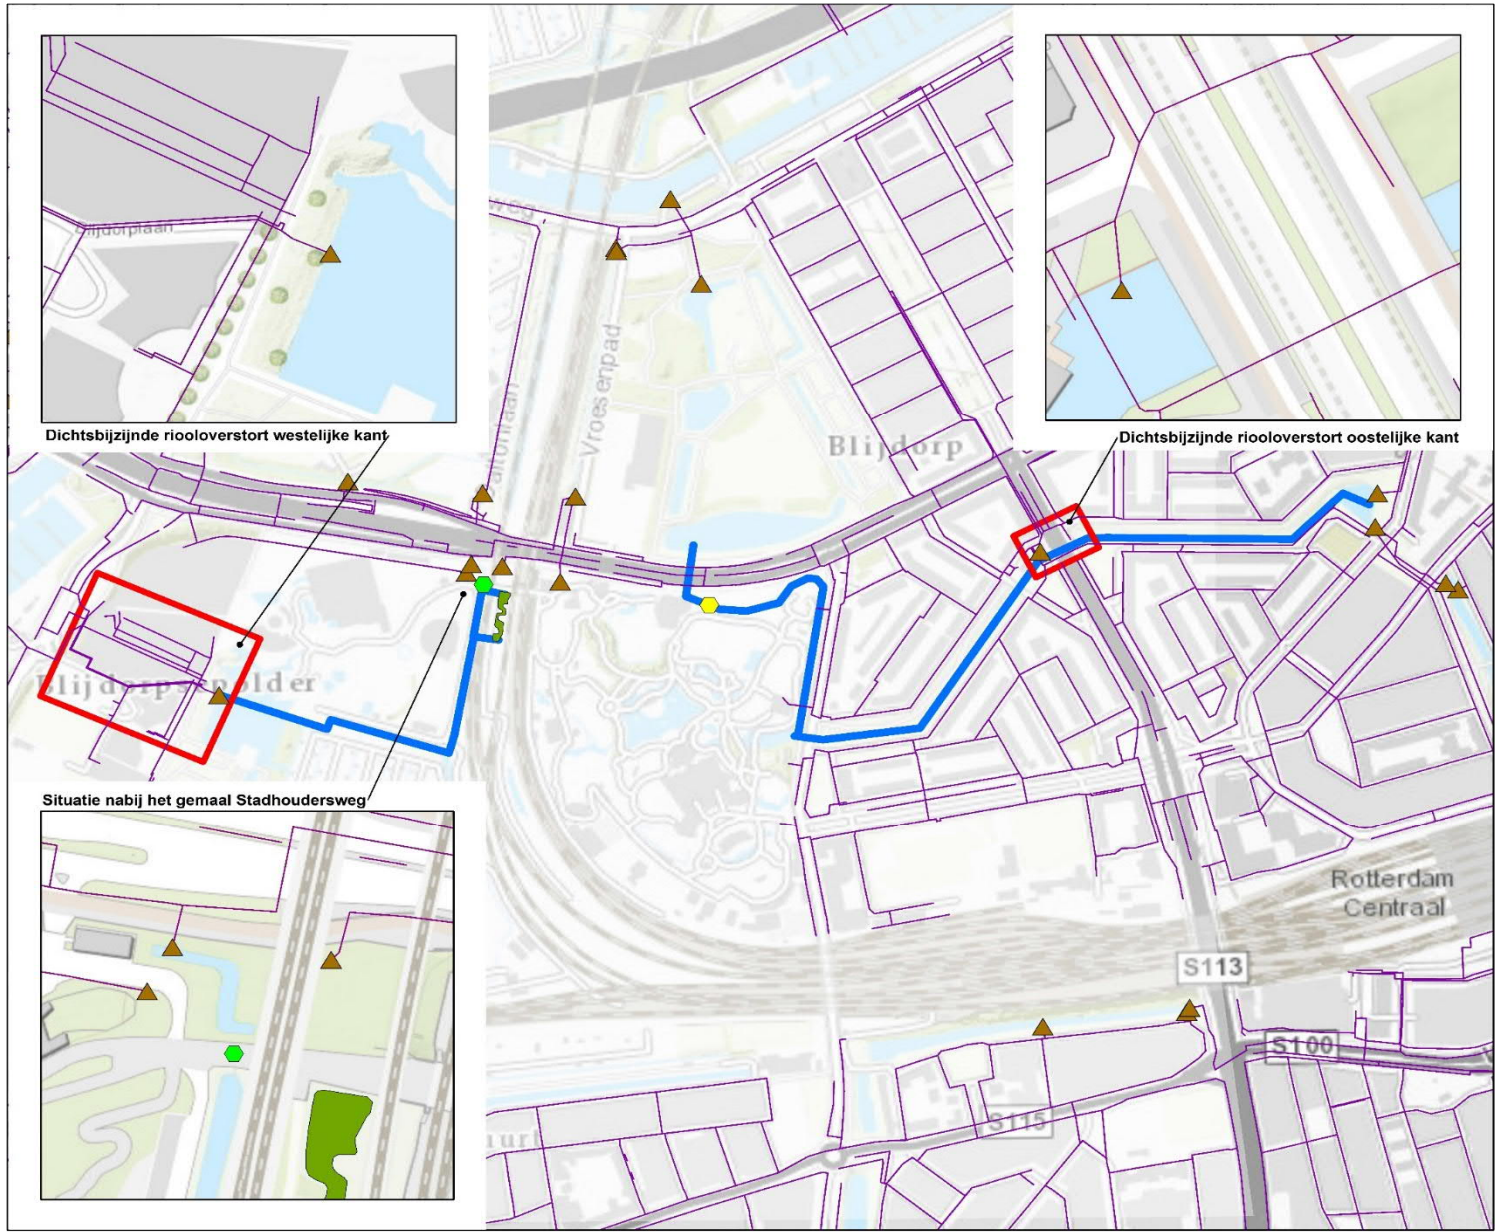 weg
Blijdorplaan
Dichtsbijzijnde riooloverstort westelijke kant
Dichtsbijzijnde riooloverstort oostelijke kant
Vroesenpad
Blijdorp
Blijdorpsepolder
Situatie nabij het gemaal Stadhoudersweg
Rotterdam
Centraal
S113
S100
S115